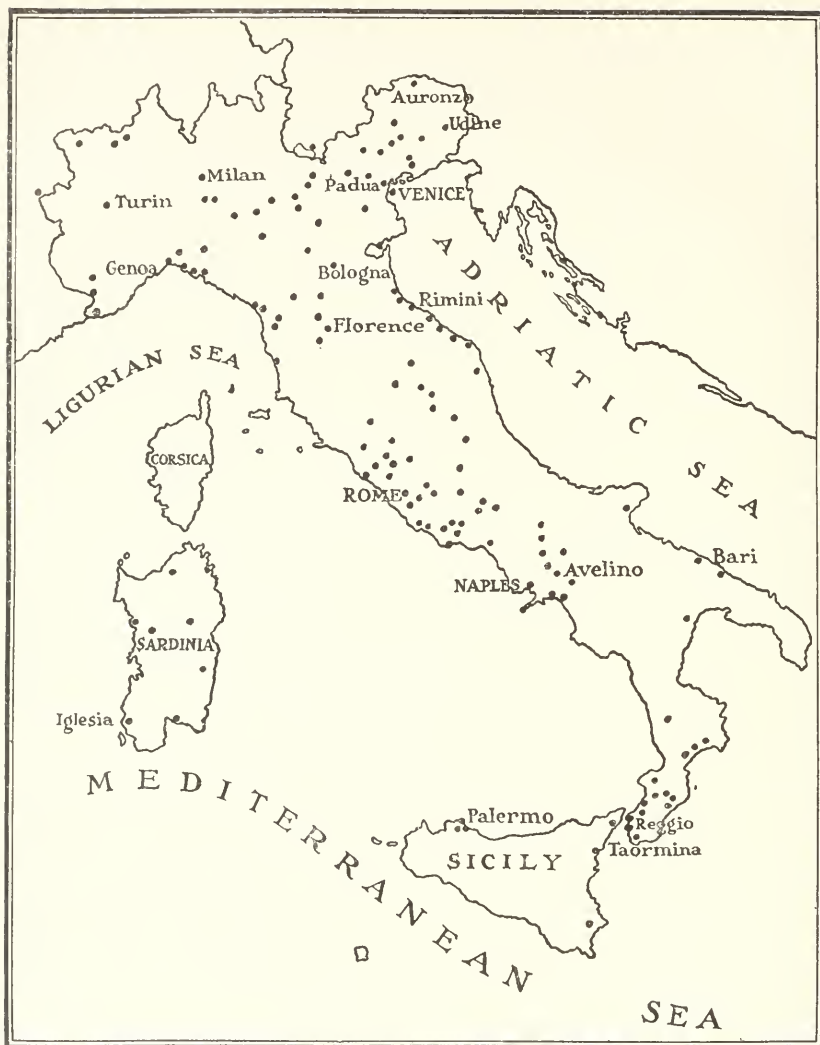 Auronzo
Udine
Milan
Padua
VENICE
Turin
Genoa
Bologna
Rimini
Florence
ADRIATIC SEA
LIGURIAN SEA
CORSICA
ROME
Bari
Avelino
NAPLES
SARDINIA
Iglesia
MEDITERRANEAN SEA
Palermo
Reggio
Taormina
SICILY